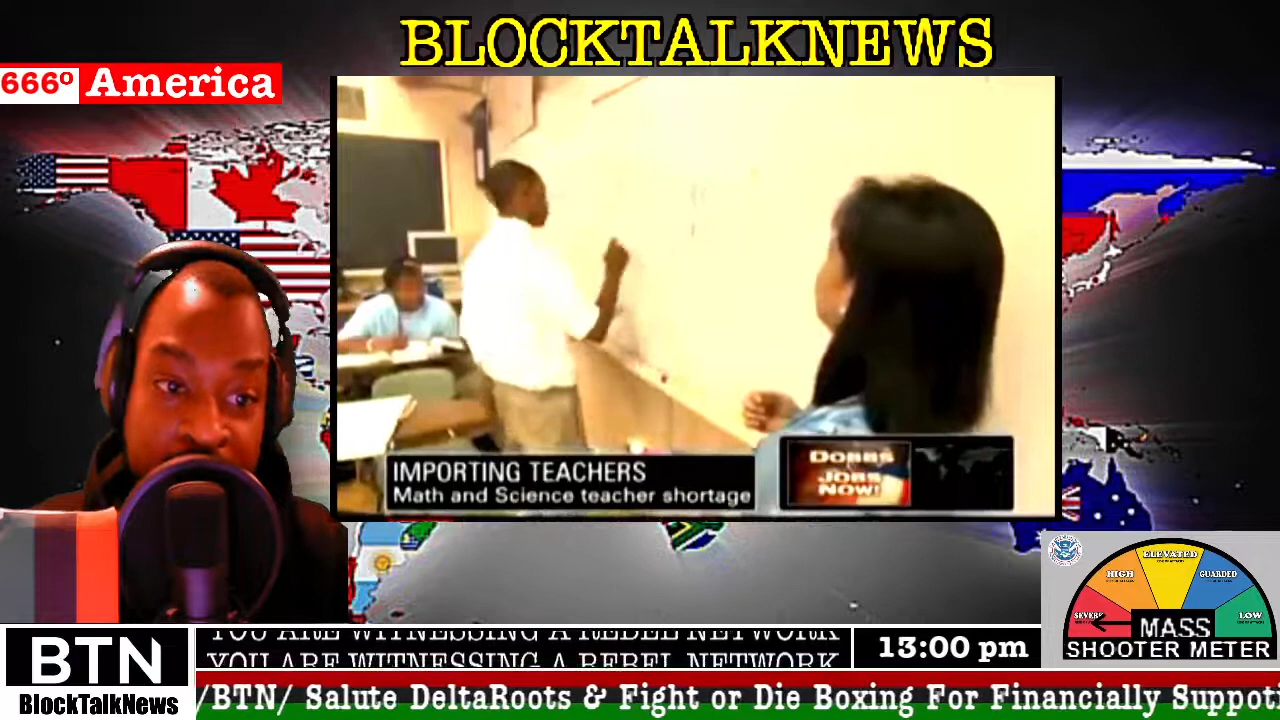 BLOCKTALKNEWS
666º America
IMPORTING TEACHERS
Math and Science teacher shortage
DOBBS
JOBS
NOW!
ELEVATED
HIGH
GUARDED
SEVERE
LOW
MASS
SHOOTER METER
BTN
BlockTalkNews
YOU ARE WITNESSING A REBEL NETWORK
YOU ARE WITNESSING A REBEL NETWORK
13:00 pm
/BTN/ Salute DeltaRoots & Fight or Die Boxing For Financially Suppoti